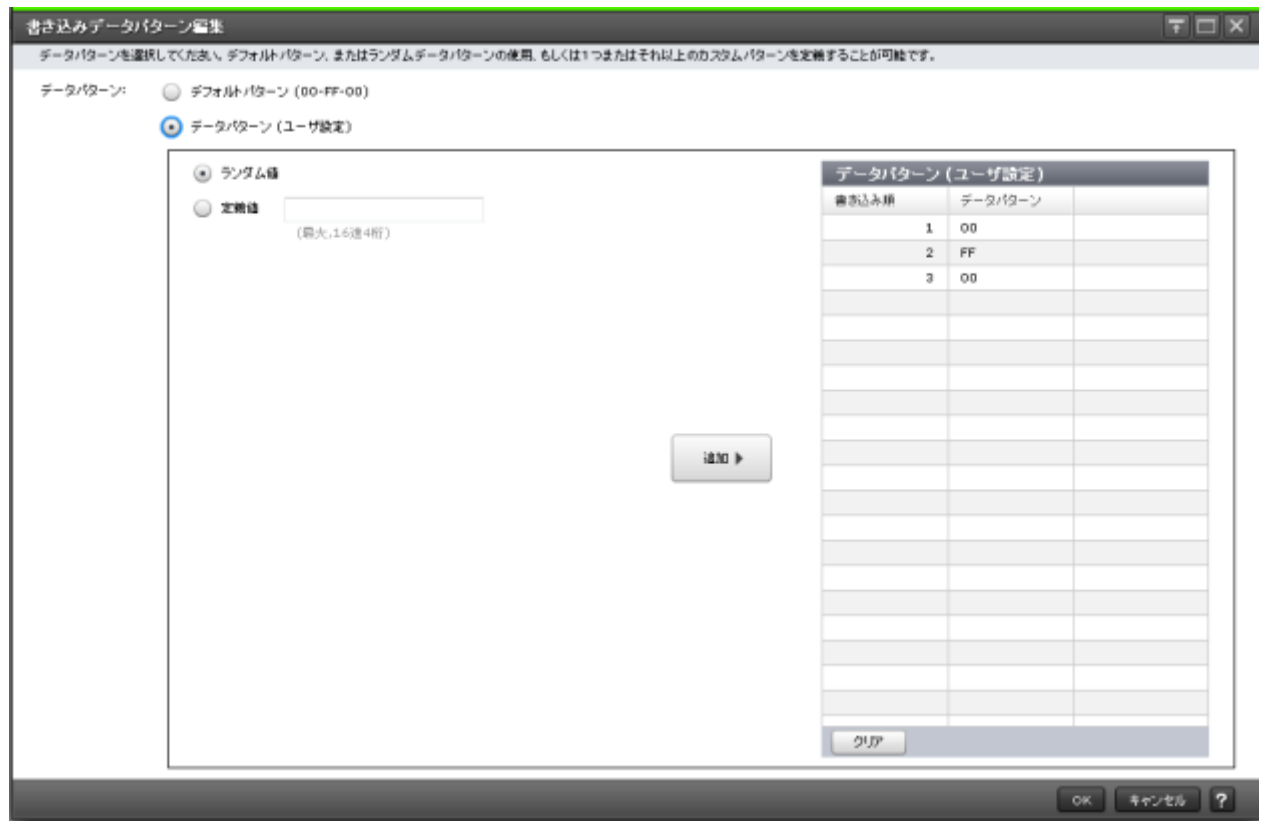 書き込みデータパターン編集
データパターンを選択してください。デフォルトパターン、またはランダムデータパターンの使用、もしくは1つまたはそれ以上のカスタムパターンを定義することが可能です。
データパターン:
デフォルトパターン (00-FF-00)
データパターン (ユーザ設定)
ランダム値
定義値
(最大,16進4桁)
追加
データパターン (ユーザ設定)
書き込み順 データパターン
1 00
2 FF
3 00
クリア
OK キャンセル ?